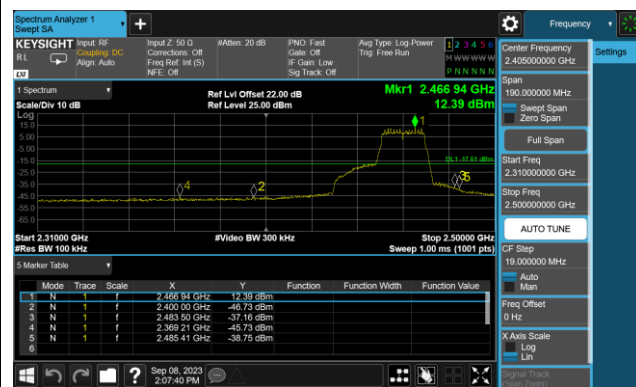 Spectrum Analyzer 1
Swept SA
Frequency
KEYSIGHT
RL
LXI
Input: RF
Coupling: DC
Align: Auto
Input Z: 50 Ω
Corrections: Off
Freq Ref: Int (S)
NFE: Off
#Atten: 20 dB
PNO: Fast
Gate: Off
IF Gain: Low
Sig Track: Off
Avg Type: Log-Power
Trig: Free Run
1 2 3 4 5 6
M W W W W W
P N N N N N
Center Frequency
2.405000000 GHz
Settings
1 Spectrum
Scale/Div 10 dB
Log
Ref Lvl Offset 22.00 dB
Ref Level 25.00 dBm
Mkr1 2.466 94 GHz
12.39 dBm
15.0
5.00
-5.00
-15.0
-25.0
-35.0
-45.0
-55.0
-65.0
1
DL1 -17.61 dBm
4
2
3
5
Start 2.31000 GHz
#Res BW 100 kHz
#Video BW 300 kHz
Stop 2.50000 GHz
Sweep 1.00 ms (1001 pts)
Span
190.000000 MHz
Swept Span
Zero Span
Full Span
Start Freq
2.310000000 GHz
Stop Freq
2.500000000 GHz
AUTO TUNE
CF Step
19.000000 MHz
Auto
Man
Freq Offset
0 Hz
X Axis Scale
Log
Lin
Signal Track
(Span Zoom)
5 Marker Table
Mode Trace Scale X Y Function Function Width Function Value
1 N 1 f 2.466 94 GHz 12.39 dBm
2 N 1 f 2.400 00 GHz -46.73 dBm
3 N 1 f 2.483 50 GHz -37.16 dBm
4 N 1 f 2.369 21 GHz -45.73 dBm
5 N 1 f 2.485 41 GHz -38.75 dBm
6
?
Sep 08, 2023
2:07:40 PM